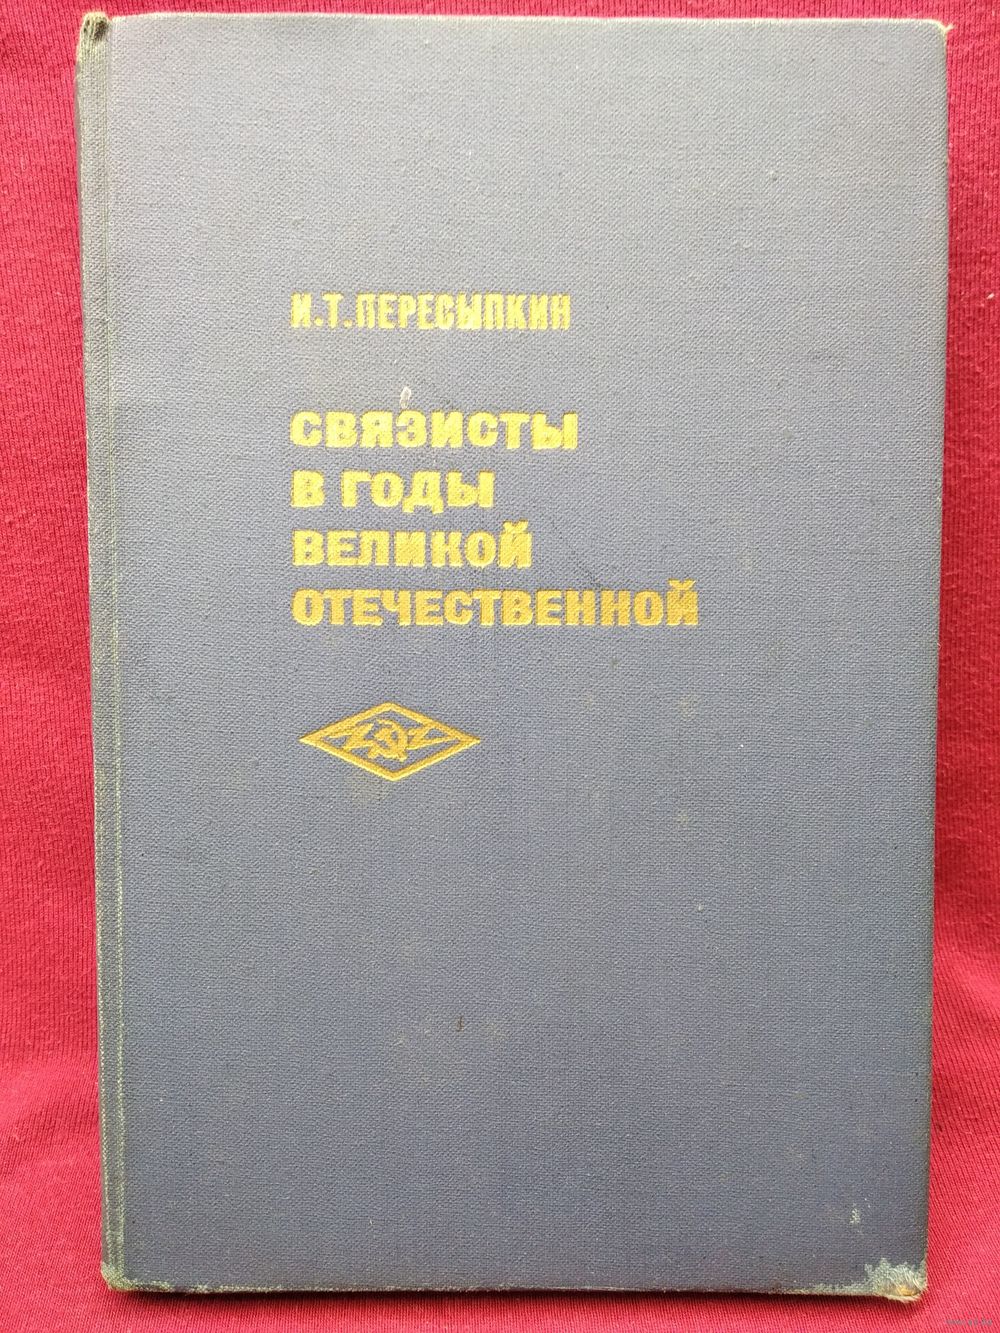 И.Т.ПЕРЕСЫПКИН
СВЯЗИСТЫ
В ГОДЫ
ВЕЛИКОЙ
ОТЕЧЕСТВЕННОЙ